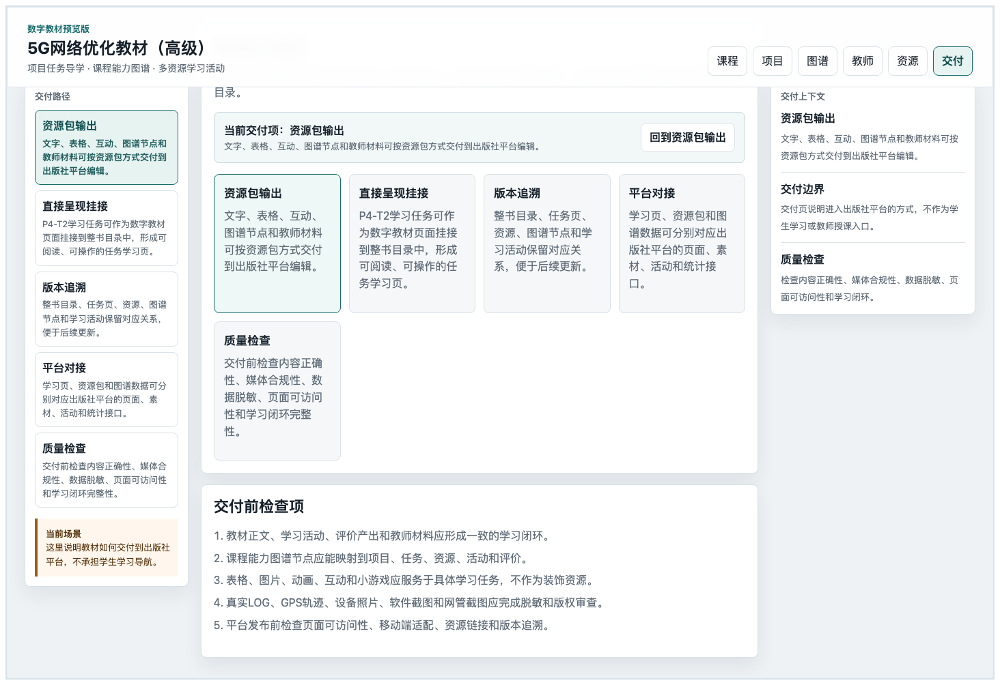 数字教材预览版
5G网络优化教材（高级）
项目任务导学 · 课程能力图谱 · 多资源学习活动
课程
项目
图谱
教师
资源
交付
交付路径
资源包输出
文字、表格、互动、图谱节点和
教师材料可按资源包方式交付到
出版社平台编辑。
直接呈现挂接
P4-T2学习任务可作为数字教材
页面挂接到整书目录中，形成可
阅读、可操作的任务学习页。
版本追溯
整书目录、任务页、资源、图谱
节点和学习活动保留对应关系，
便于后续更新。
平台对接
学习页、资源包和图谱数据可分
别对应出版社平台的页面、素
材、活动和统计接口。
质量检查
交付前检查内容正确性、媒体合
规性、数据脱敏、页面可访问性
和学习闭环完整性。
当前场景
这里说明教材如何交付到出版社
平台，不承担学生学习导航。
目录。
当前交付项：资源包输出
文字、表格、互动、图谱节点和教师材料可按资源包方式交付到出版社平台编辑。
回到资源包输出
资源包输出
文字、表格、互动、
图谱节点和教师材料
可按资源包方式交付
到出版社平台编辑。
直接呈现挂接
P4-T2学习任务可作
为数字教材页面挂接
到整书目录中，形成
可阅读、可操作的任
务学习页。
版本追溯
整书目录、任务页、
资源、图谱节点和学
习活动保留对应关
系，便于后续更新。
平台对接
学习页、资源包和图
谱数据可分别对应出
版社平台的页面、素
材、活动和统计接
口。
质量检查
交付前检查内容正确
性、媒体合规性、数
据脱敏、页面可访问
性和学习闭环完整
性。
交付前检查项
1. 教材正文、学习活动、评价产出和教师材料应形成一致的学习闭环。
2. 课程能力图谱节点应能映射到项目、任务、资源、活动和评价。
3. 表格、图片、动画、互动和小游戏应服务于具体学习任务，不作为装饰资源。
4. 真实LOG、GPS轨迹、设备照片、软件截图和网管截图应完成脱敏和版权审查。
5. 平台发布前检查页面可访问性、移动端适配、资源链接和版本追溯。
交付上下文
资源包输出
文字、表格、互动、图谱节点和教师材料可按
资源包方式交付到出版社平台编辑。
交付边界
交付页说明进入出版社平台的方式，不作为学
生学习或教师授课入口。
质量检查
检查内容正确性、媒体合规性、数据脱敏、页
面可访问性和学习闭环。